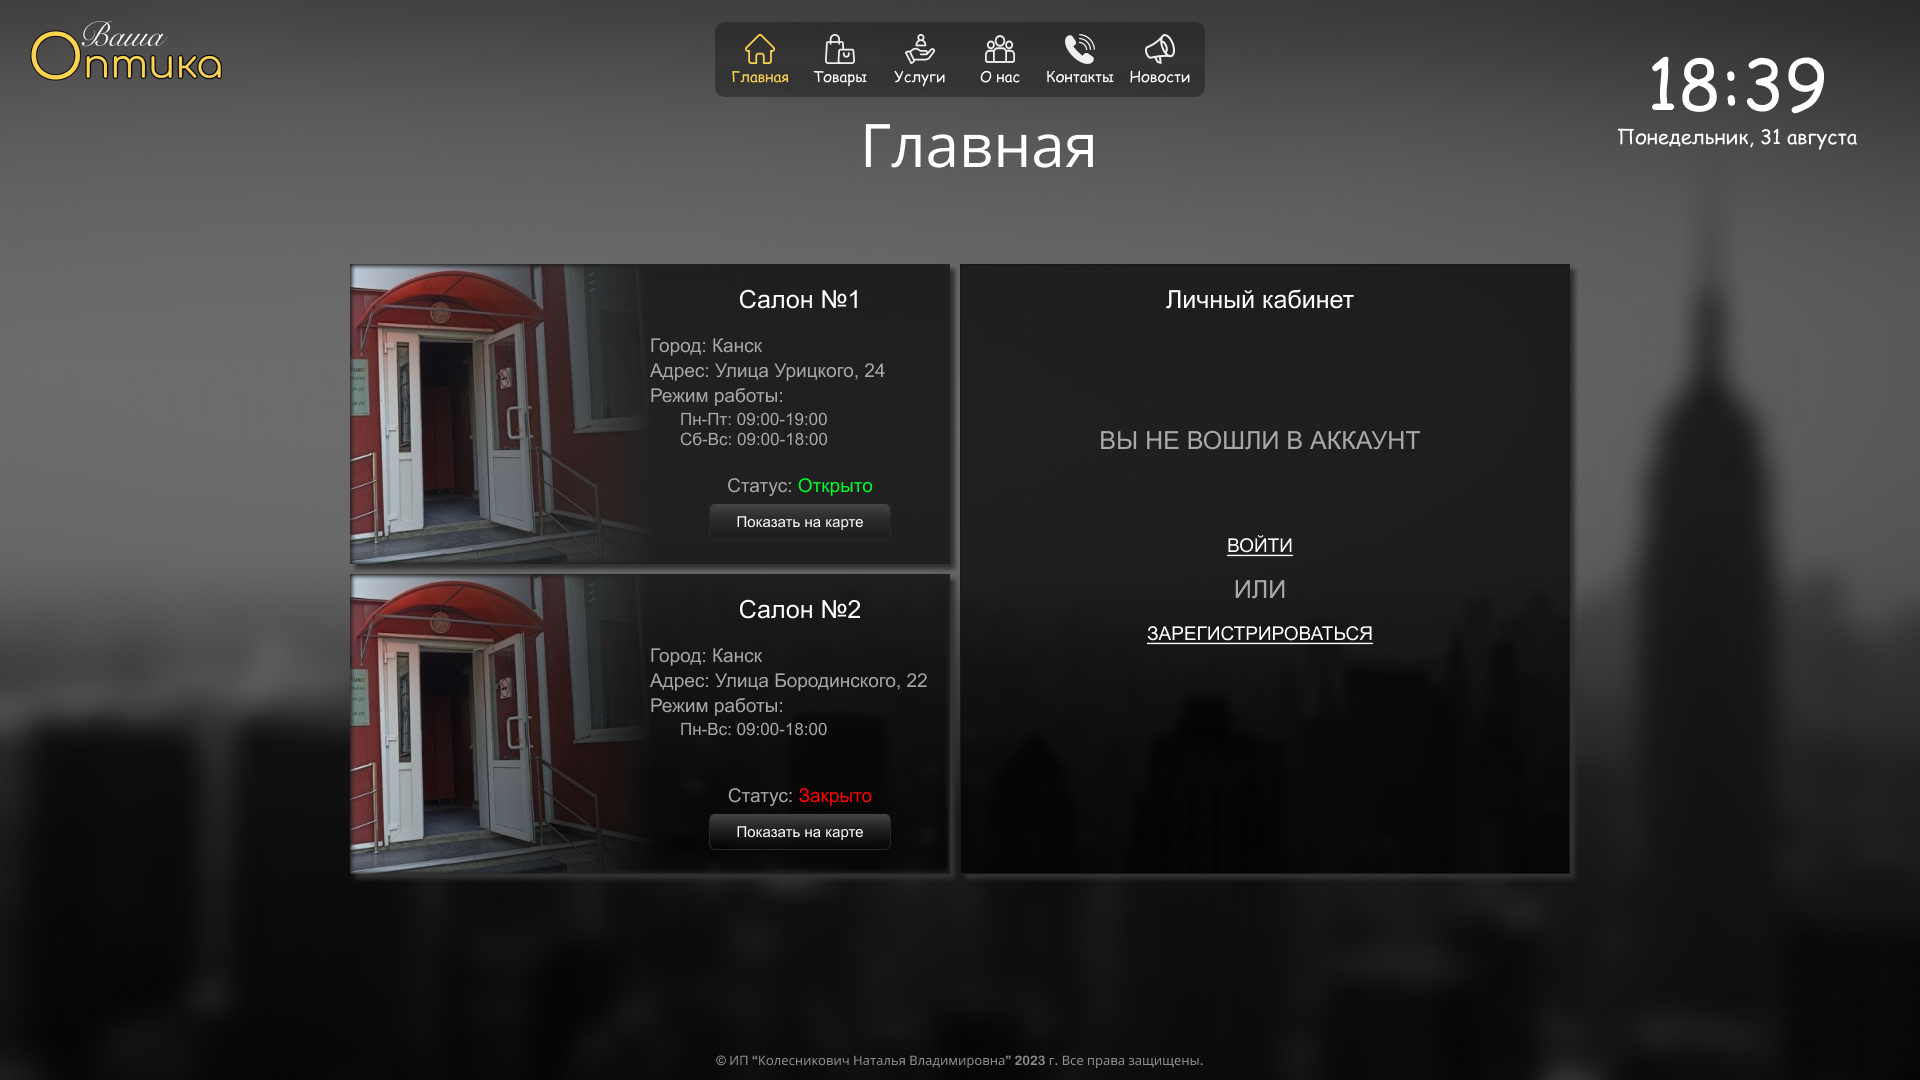 Ваша
Оптика
Главная
Товары
Услуги
О нас
Контакты
Новости
18:39
Понедельник, 31 августа
Главная
Салон №1
Город: Канск
Адрес: Улица Урицкого, 24
Режим работы:
Пн-Пт: 09:00-19:00
Сб-Вс: 09:00-18:00
Статус: Открыто
Показать на карте
Салон №2
Город: Канск
Адрес: Улица Бородинского, 22
Режим работы:
Пн-Вс: 09:00-18:00
Статус: Закрыто
Показать на карте
Личный кабинет
ВЫ НЕ ВОШЛИ В АККАУНТ
ВОЙТИ
ИЛИ
ЗАРЕГИСТРИРОВАТЬСЯ
© ИП “Колесникович Наталья Владимировна” 2023 г. Все права защищены.